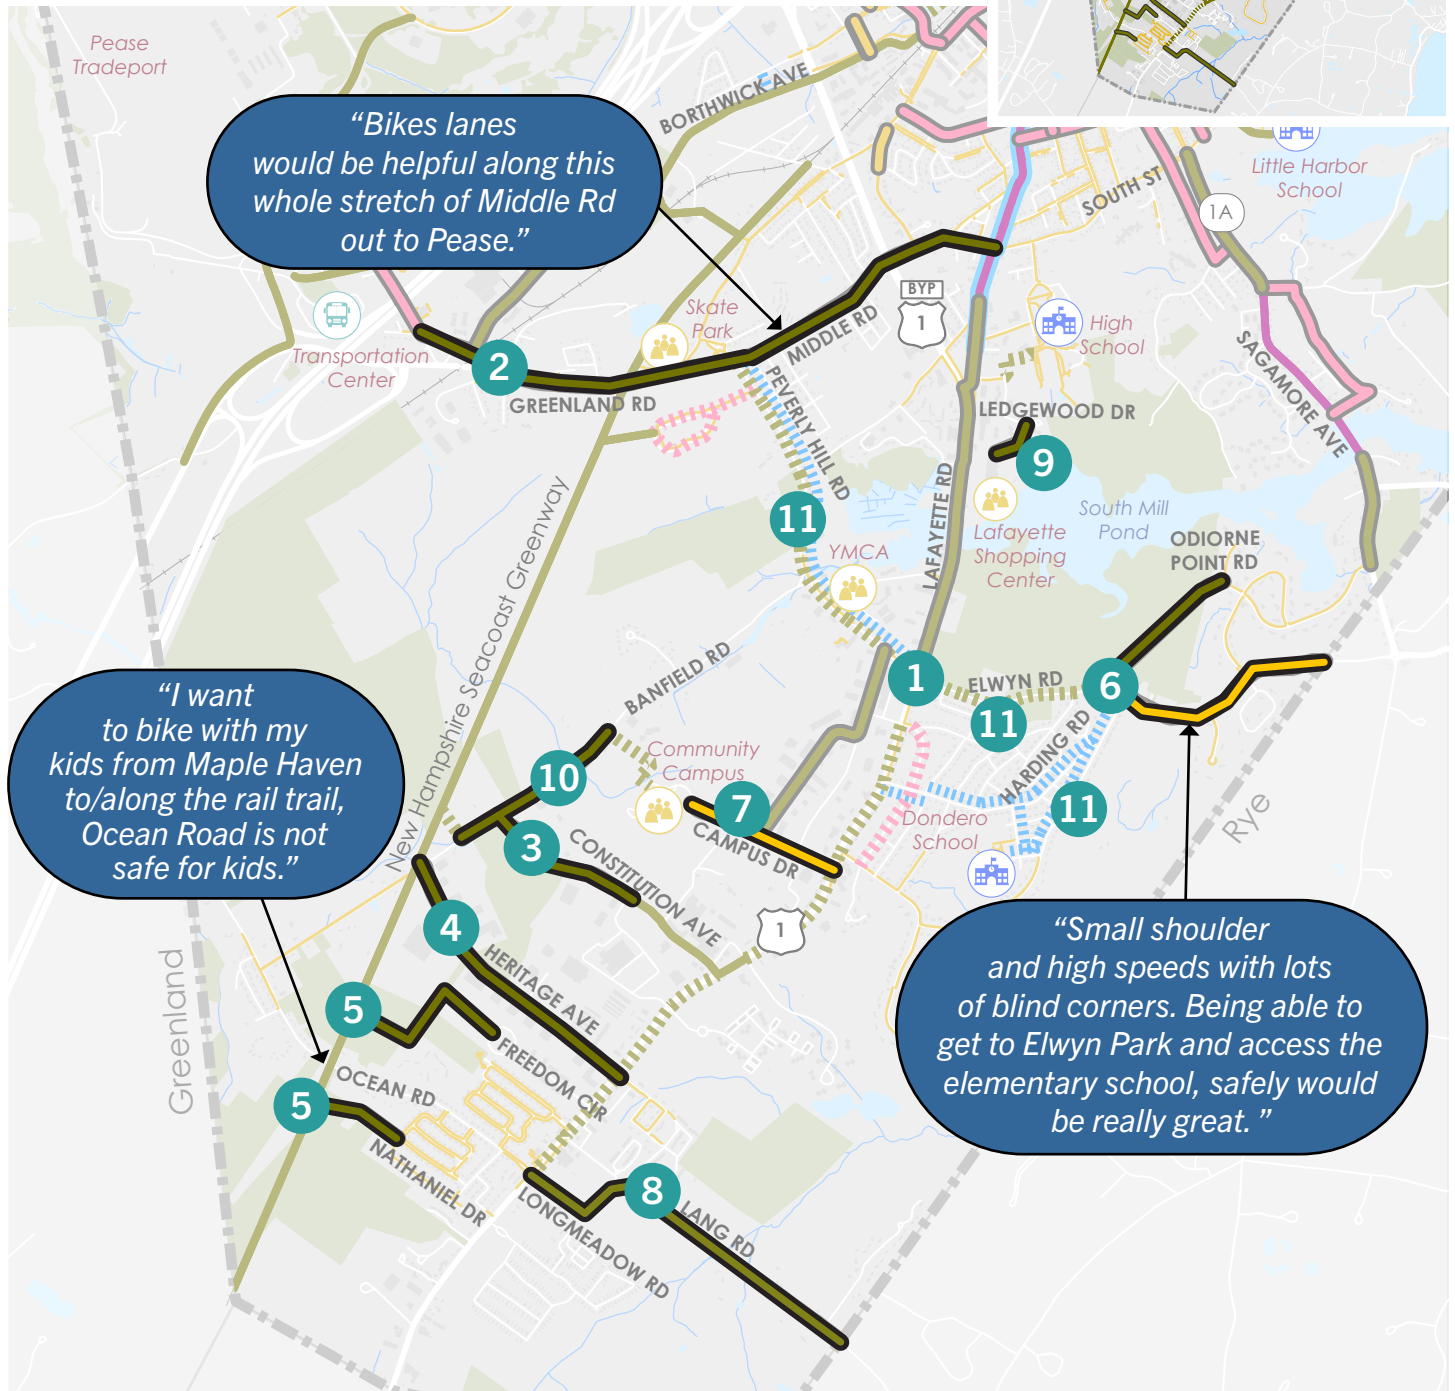 Pease
Tradeport
BORTHWICK AVE
“Bikes lanes
would be helpful along this
whole stretch of Middle Rd
out to Pease.”
SOUTH ST
Little Harbor
School
1A
Transportation
Center
Skate
Park
MIDDLE RD
BYP
1
High
School
SAGAMORE AVE
2
GREENLAND RD
PEVERLY HILL RD
LEDGEWOOD DR
9
11
LAFAYETTE RD
Lafayette
Shopping
Center
South Mill
Pond
ODIORNE
POINT RD
YMCA
New Hampshire Seacoast Greenway
“I want
to bike with my
kids from Maple Haven
to/along the rail trail,
Ocean Road is not
safe for kids.”
BANFIELD RD
1
ELWYN RD
6
11
HARDING RD
Community
Campus
10
7
CAMPUS DR
3
CONSTITUTION AVE
Dondero
School
11
Rye
4
HERITAGE AVE
1
Greenland
5
FREEDOM CIR
OCEAN RD
5
NATHANIEL DR
“Small shoulder
and high speeds with lots
of blind corners. Being able to
get to Elwyn Park and access the
elementary school, safely would
be really great. ”
8
LANG RD
LONGMEADOW RD